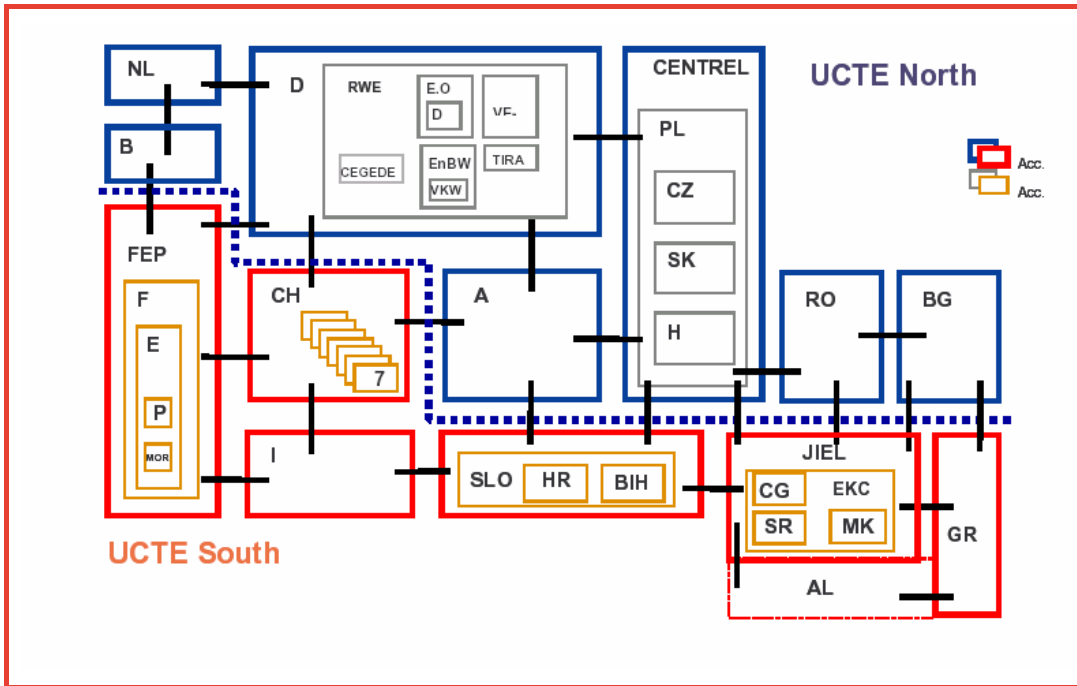 NL
D
RWE
E.O
D
VE-
CENTREL
UCTE North
B
CEGEDE
EnBW
VKW
TIRA
PL
CZ
Acc.
Acc.
FEP
F
E
P
MOR
CH
7
A
SK
H
RO
BG
I
SLO
HR
BIH
JIEL
CG
EKC
SR
MK
GR
AL
UCTE South